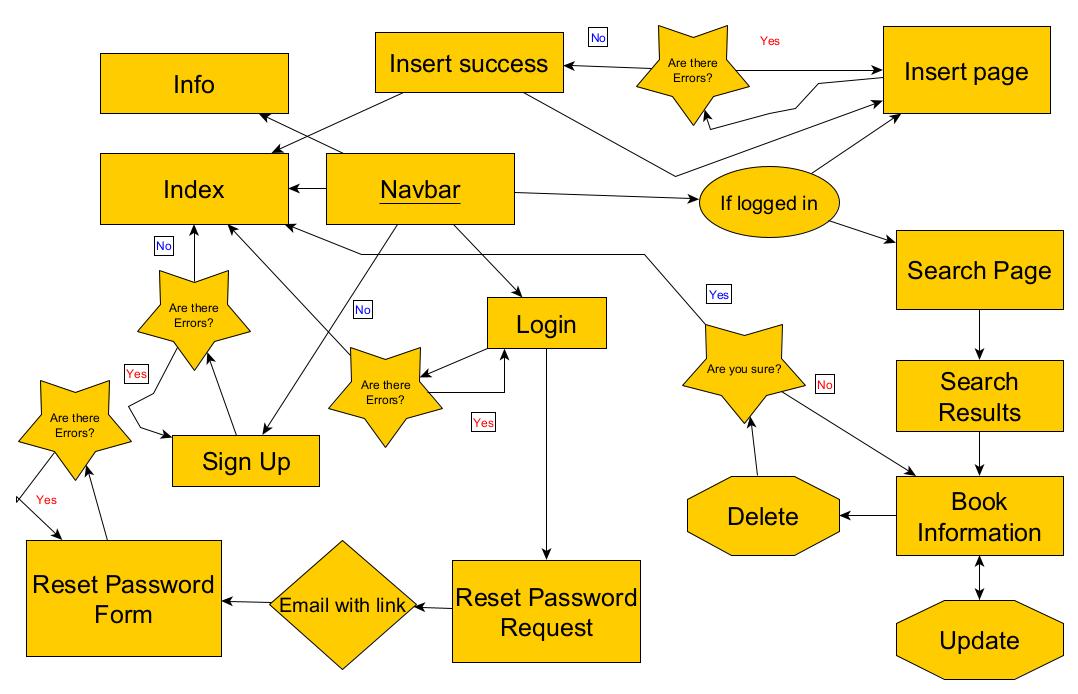 No
Yes
Insert success
Are there
Errors?
Insert page
Info
Index
Navbar
If logged in
No
Search Page
Are there
Errors?
No
Yes
Login
Are you sure?
Yes
Are there
Errors?
No
Search
Results
Are there
Errors?
Yes
Sign Up
Yes
Delete
Book
Information
Reset Password
Form
Email with link
Reset Password
Request
Update